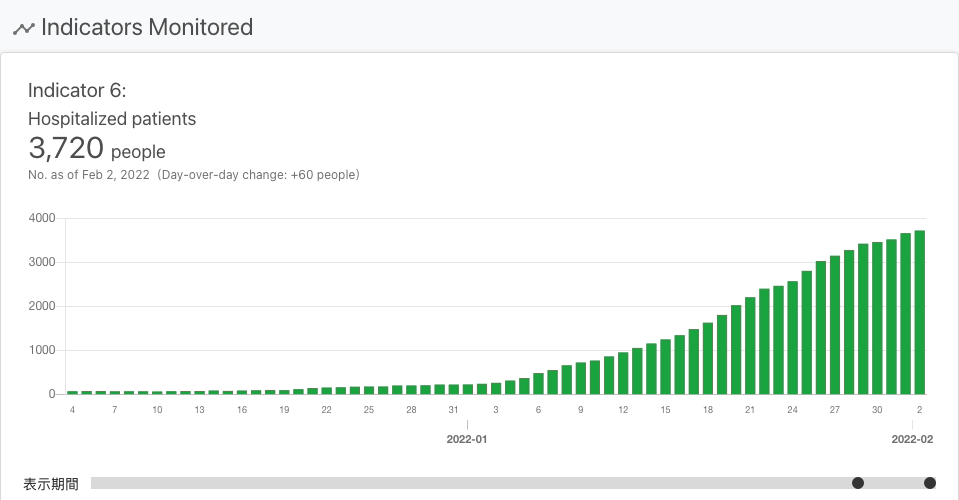 Indicators Monitored
Indicator 6:
Hospitalized patients
3,720 people
No. as of Feb 2, 2022 (Day-over-day change: +60 people)
4000
3000
2000
1000
0
4 7 10 13 16 19 22 25 28 31 3 6 9 12 15 18 21 24 27 30 2
2022-01 2022-02
表示期間